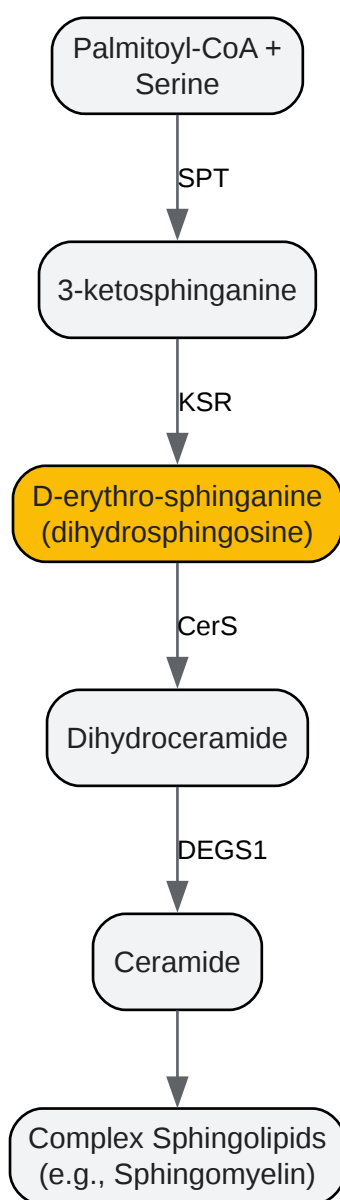 Palmitoyl-CoA +
Serine
SPT
3-ketosphinganine
KSR
D-erythro-sphinganine
(dihydrosphingosine)
CerS
Dihydroceramide
DEGS1
Ceramide
Complex Sphingolipids
(e.g., Sphingomyelin)